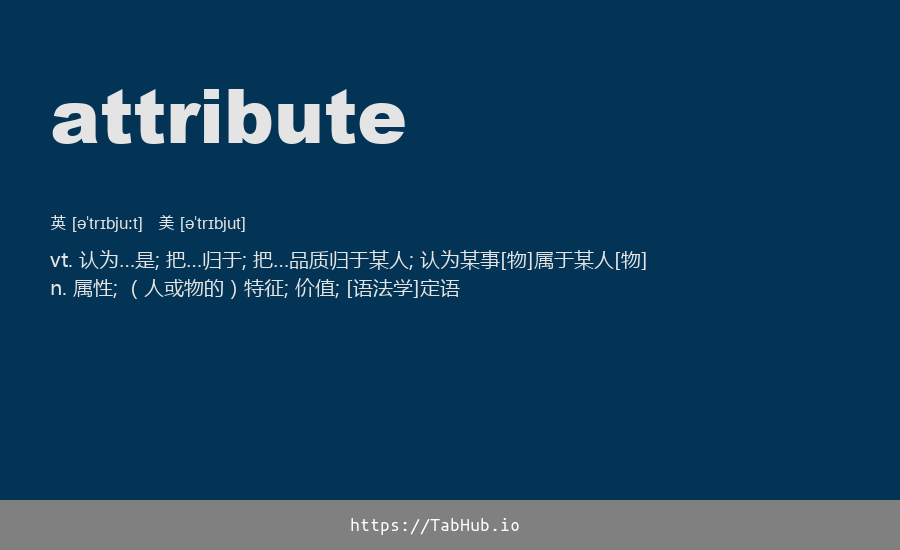 attribute
英 [ə'trɪbjuːt]   美 [ə'trɪbjut]
vt. 认为…是; 把…归于; 把…品质归于某人; 认为某事[物]属于某人[物]
n. 属性; （人或物的）特征; 价值; [语法学]定语
https://TabHub.io